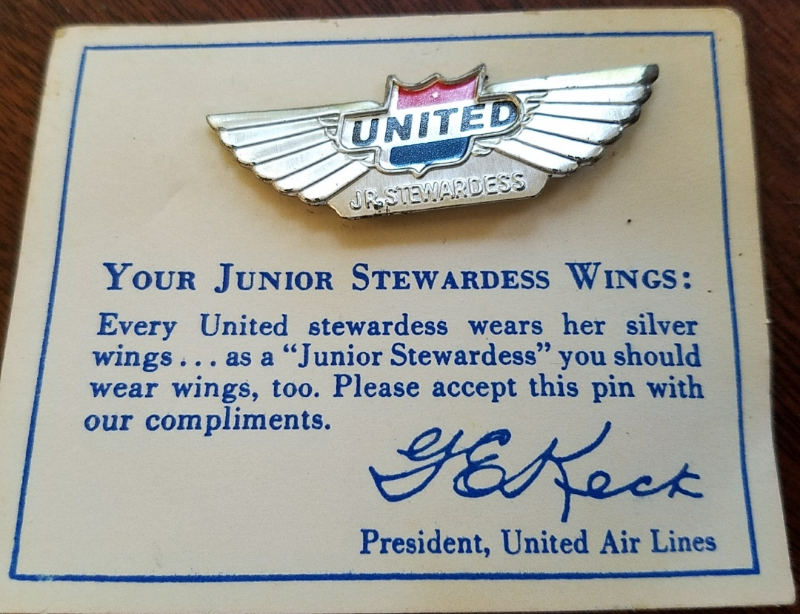 UNITED
JR. STEWARDESS
YOUR JUNIOR STEWARDESS WINGS:
Every United stewardess wears her silver
wings... as a "Junior Stewardess" you should
wear wings, too. Please accept this pin with
our compliments.
G E Keck
President, United Air Lines